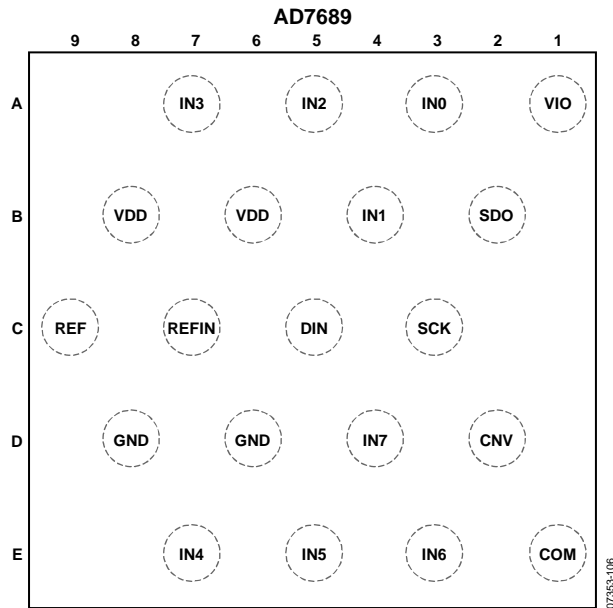 AD7689
9 8 7 6 5 4 3 2 1
A IN3 IN2 IN0 VIO
B VDD VDD IN1 SDO
C REF REFIN DIN SCK
D GND GND IN7 CNV
E IN4 IN5 IN6 COM
07353-106